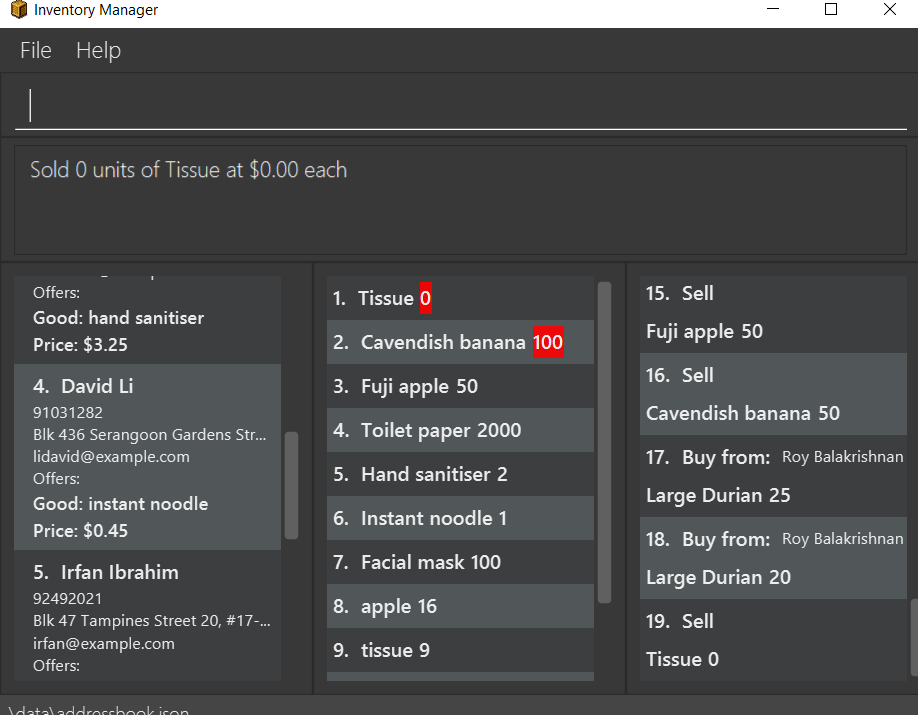 Inventory Manager
File Help
Sold 0 units of Tissue at $0.00 each
Offers:
Good: hand sanitiser
Price: $3.25
4. David Li
91031282
Blk 436 Serangoon Gardens Str...
lidavid@example.com
Offers:
Good: instant noodle
Price: $0.45
5. Irfan Ibrahim
92492021
Blk 47 Tampines Street 20, #17-...
irfan@example.com
Offers:
1. Tissue 0
2. Cavendish banana 100
3. Fuji apple 50
4. Toilet paper 2000
5. Hand sanitiser 2
6. Instant noodle 1
7. Facial mask 100
8. apple 16
9. tissue 9
15. Sell
Fuji apple 50
16. Sell
Cavendish banana 50
17. Buy from: Roy Balakrishnan
Large Durian 25
18. Buy from: Roy Balakrishnan
Large Durian 20
19. Sell
Tissue 0
.\data\addressbook.json